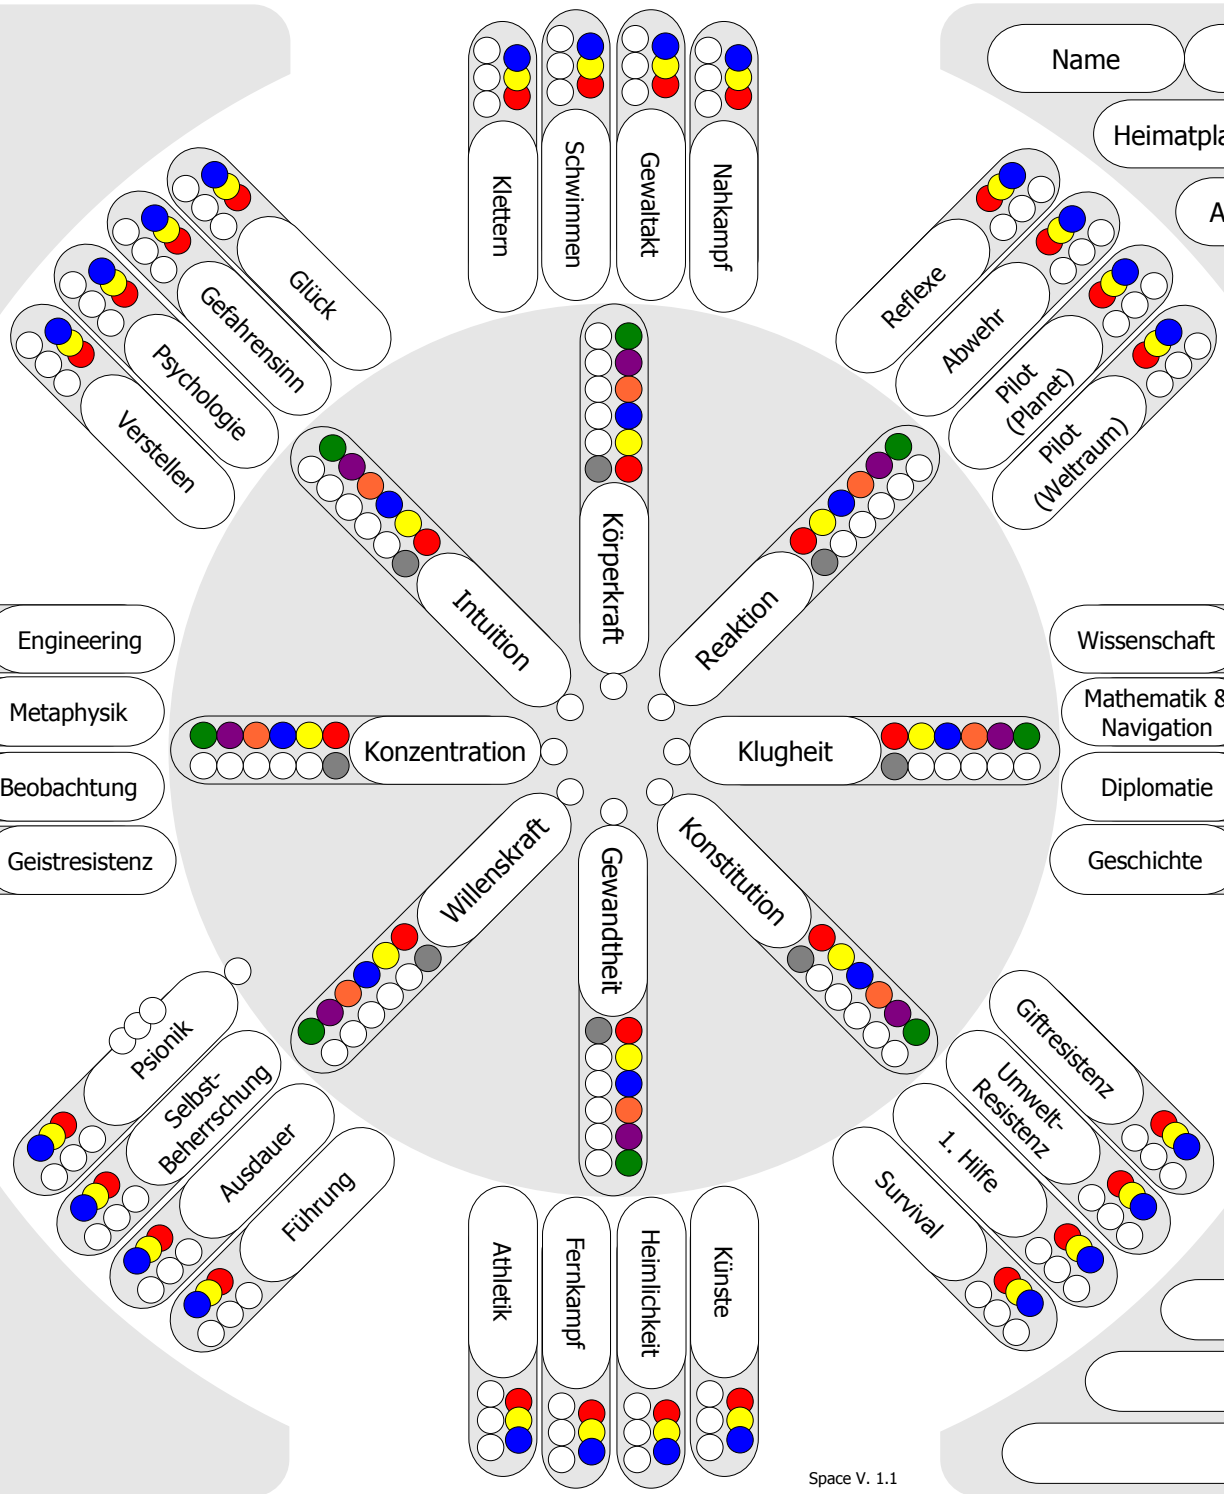 Name
Heimatpla
A
Klettern
Schwimmen
Gewaltakt
Nahkampf
Glück
Gefahrensinn
Psychologie
Verstellen
Reflexe
Abwehr
Pilot
(Planet)
Pilot
(Weltraum)
Intuition
Körperkraft
Reaktion
Engineering
Metaphysik
Beobachtung
Geistresistenz
Konzentration
Klugheit
Wissenschaft
Mathematik &
Navigation
Diplomatie
Geschichte
Willenskraft
Gewandtheit
Konstitution
Psionik
Selbst-
Beherrschung
Ausdauer
Führung
Giftresistenz
Umwelt-
Resistenz
1. Hilfe
Survival
Athletik
Fernkampf
Heimlichkeit
Künste
Space V. 1.1